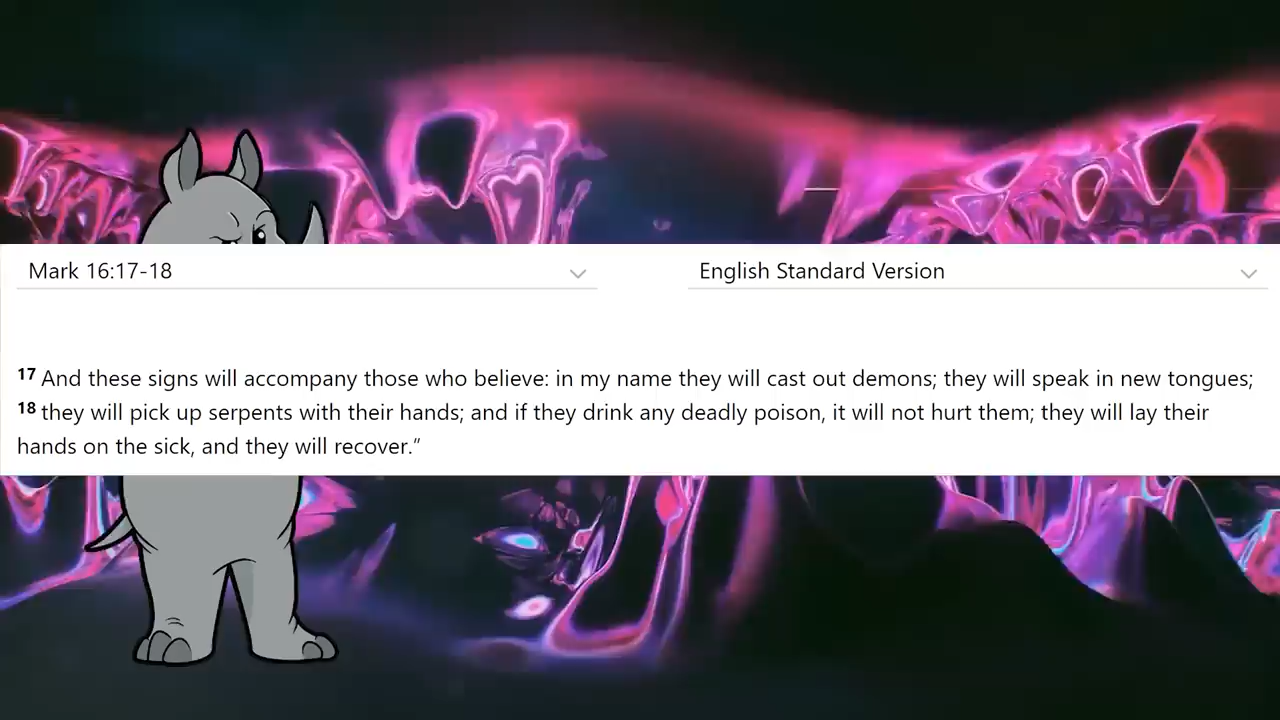 Mark 16:17-18
English Standard Version
17 And these signs will accompany those who believe: in my name they will cast out demons; they will speak in new tongues;
18 they will pick up serpents with their hands; and if they drink any deadly poison, it will not hurt them; they will lay their
hands on the sick, and they will recover.”